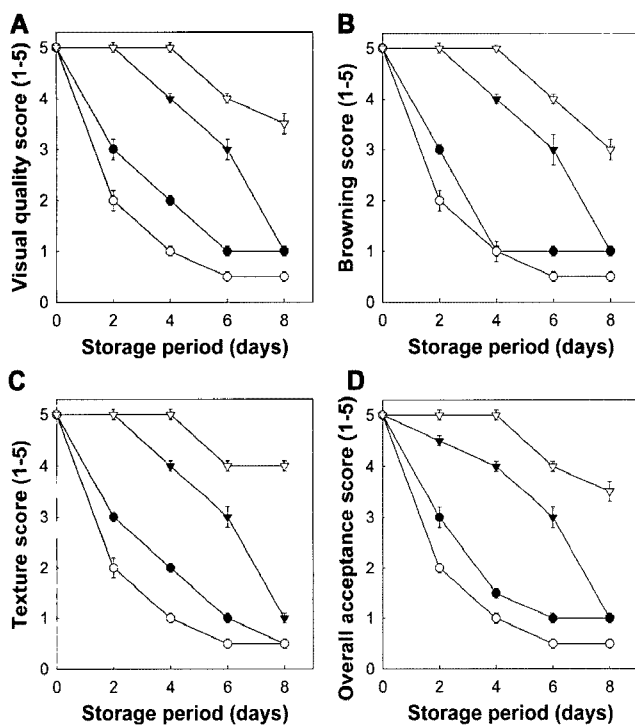 A
Visual quality score (1-5)
5
4
3
2
1
0
0 2 4 6 8
Storage period (days)
B
Browning score (1-5)
5
4
3
2
1
0
0 2 4 6 8
Storage period (days)
C
Texture score (1-5)
5
4
3
2
1
0
0 2 4 6 8
Storage period (days)
D
Overall acceptance score (1-5)
5
4
3
2
1
0
0 2 4 6 8
Storage period (days)